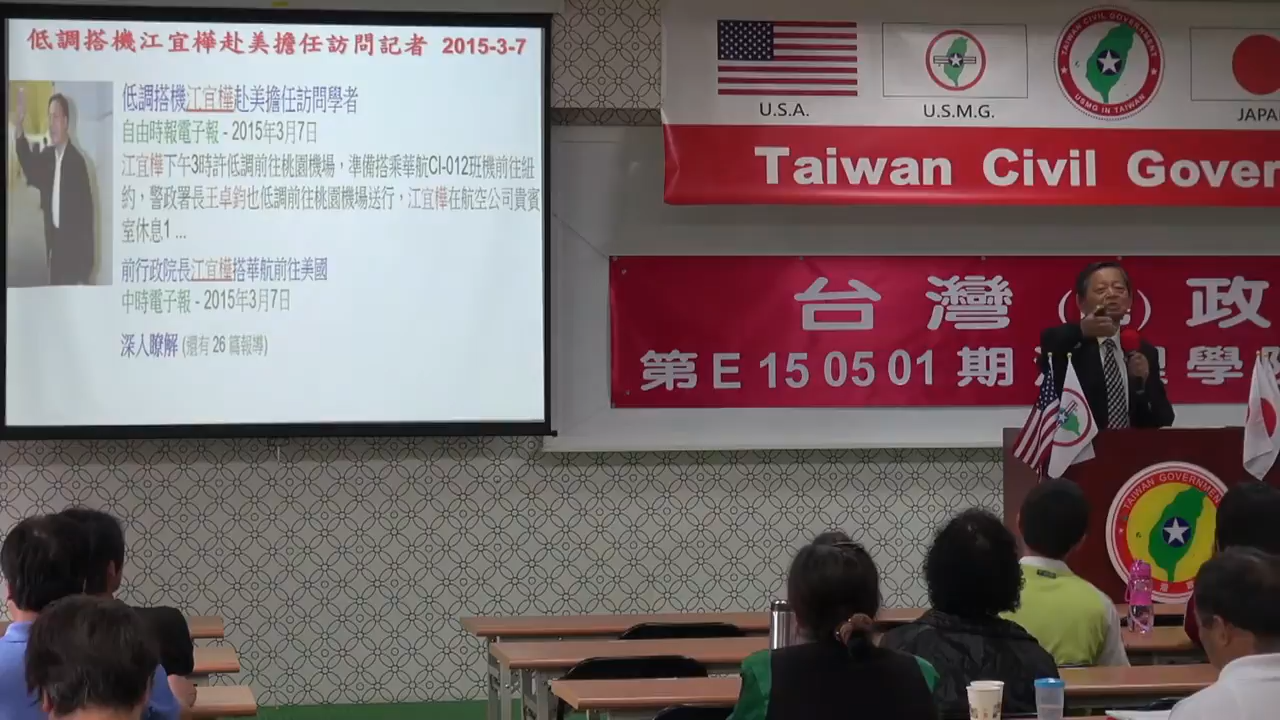 低調搭機江宜樺赴美擔任訪問記者 2015-3-7
低調搭機江宜樺赴美擔任訪問學者
自由時報電子報 - 2015年3月7日
江宜樺下午3時許低調前往桃園機場，準備搭乘華航CI-012班機前往紐
約，警政署長王卓鈞也低調前往桃園機場送行，江宜樺在航空公司貴賓
室休息1 ...
前行政院長江宜樺搭華航前往美國
中時電子報 - 2015年3月7日
深入瞭解 (還有 26 篇報導)
U.S.A.
U.S.M.G.
TAIWAN CIVIL GOVERNMENT
USMG IN TAIWAN
JAPA
Taiwan Civil Gover
台灣 政
第E150501期 學
TAIWAN GOVERNMEN